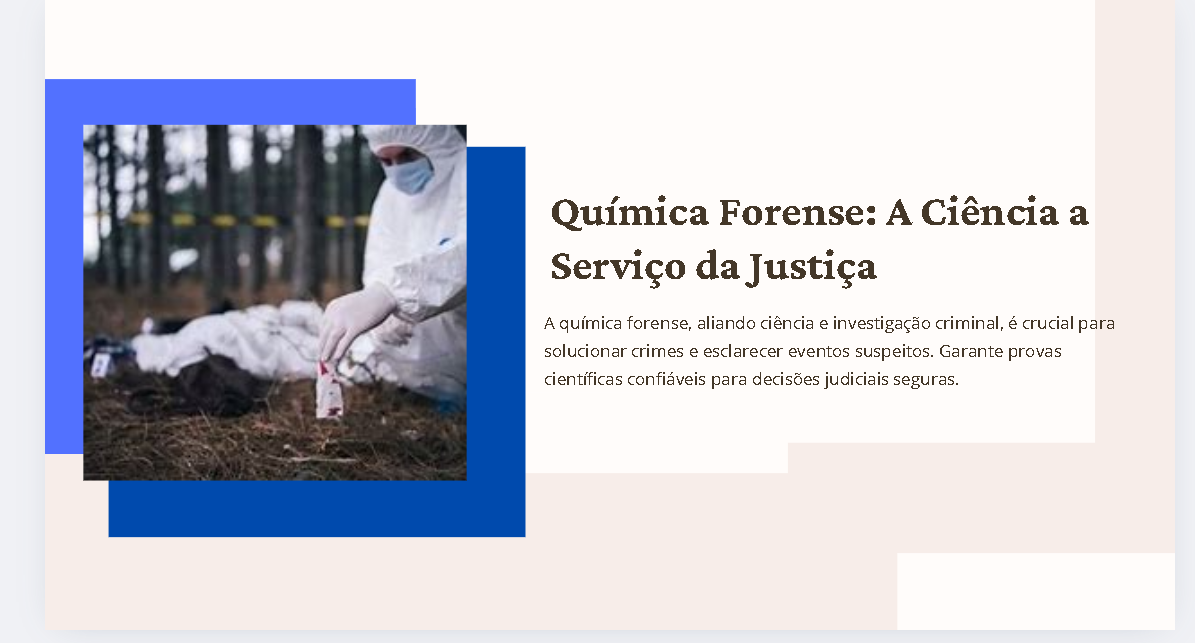 Química Forense: A Ciência a
Serviço da Justiça
A química forense, aliando ciência e investigação criminal, é crucial para
solucionar crimes e esclarecer eventos suspeitos. Garante provas
científicas confiáveis para decisões judiciais seguras.